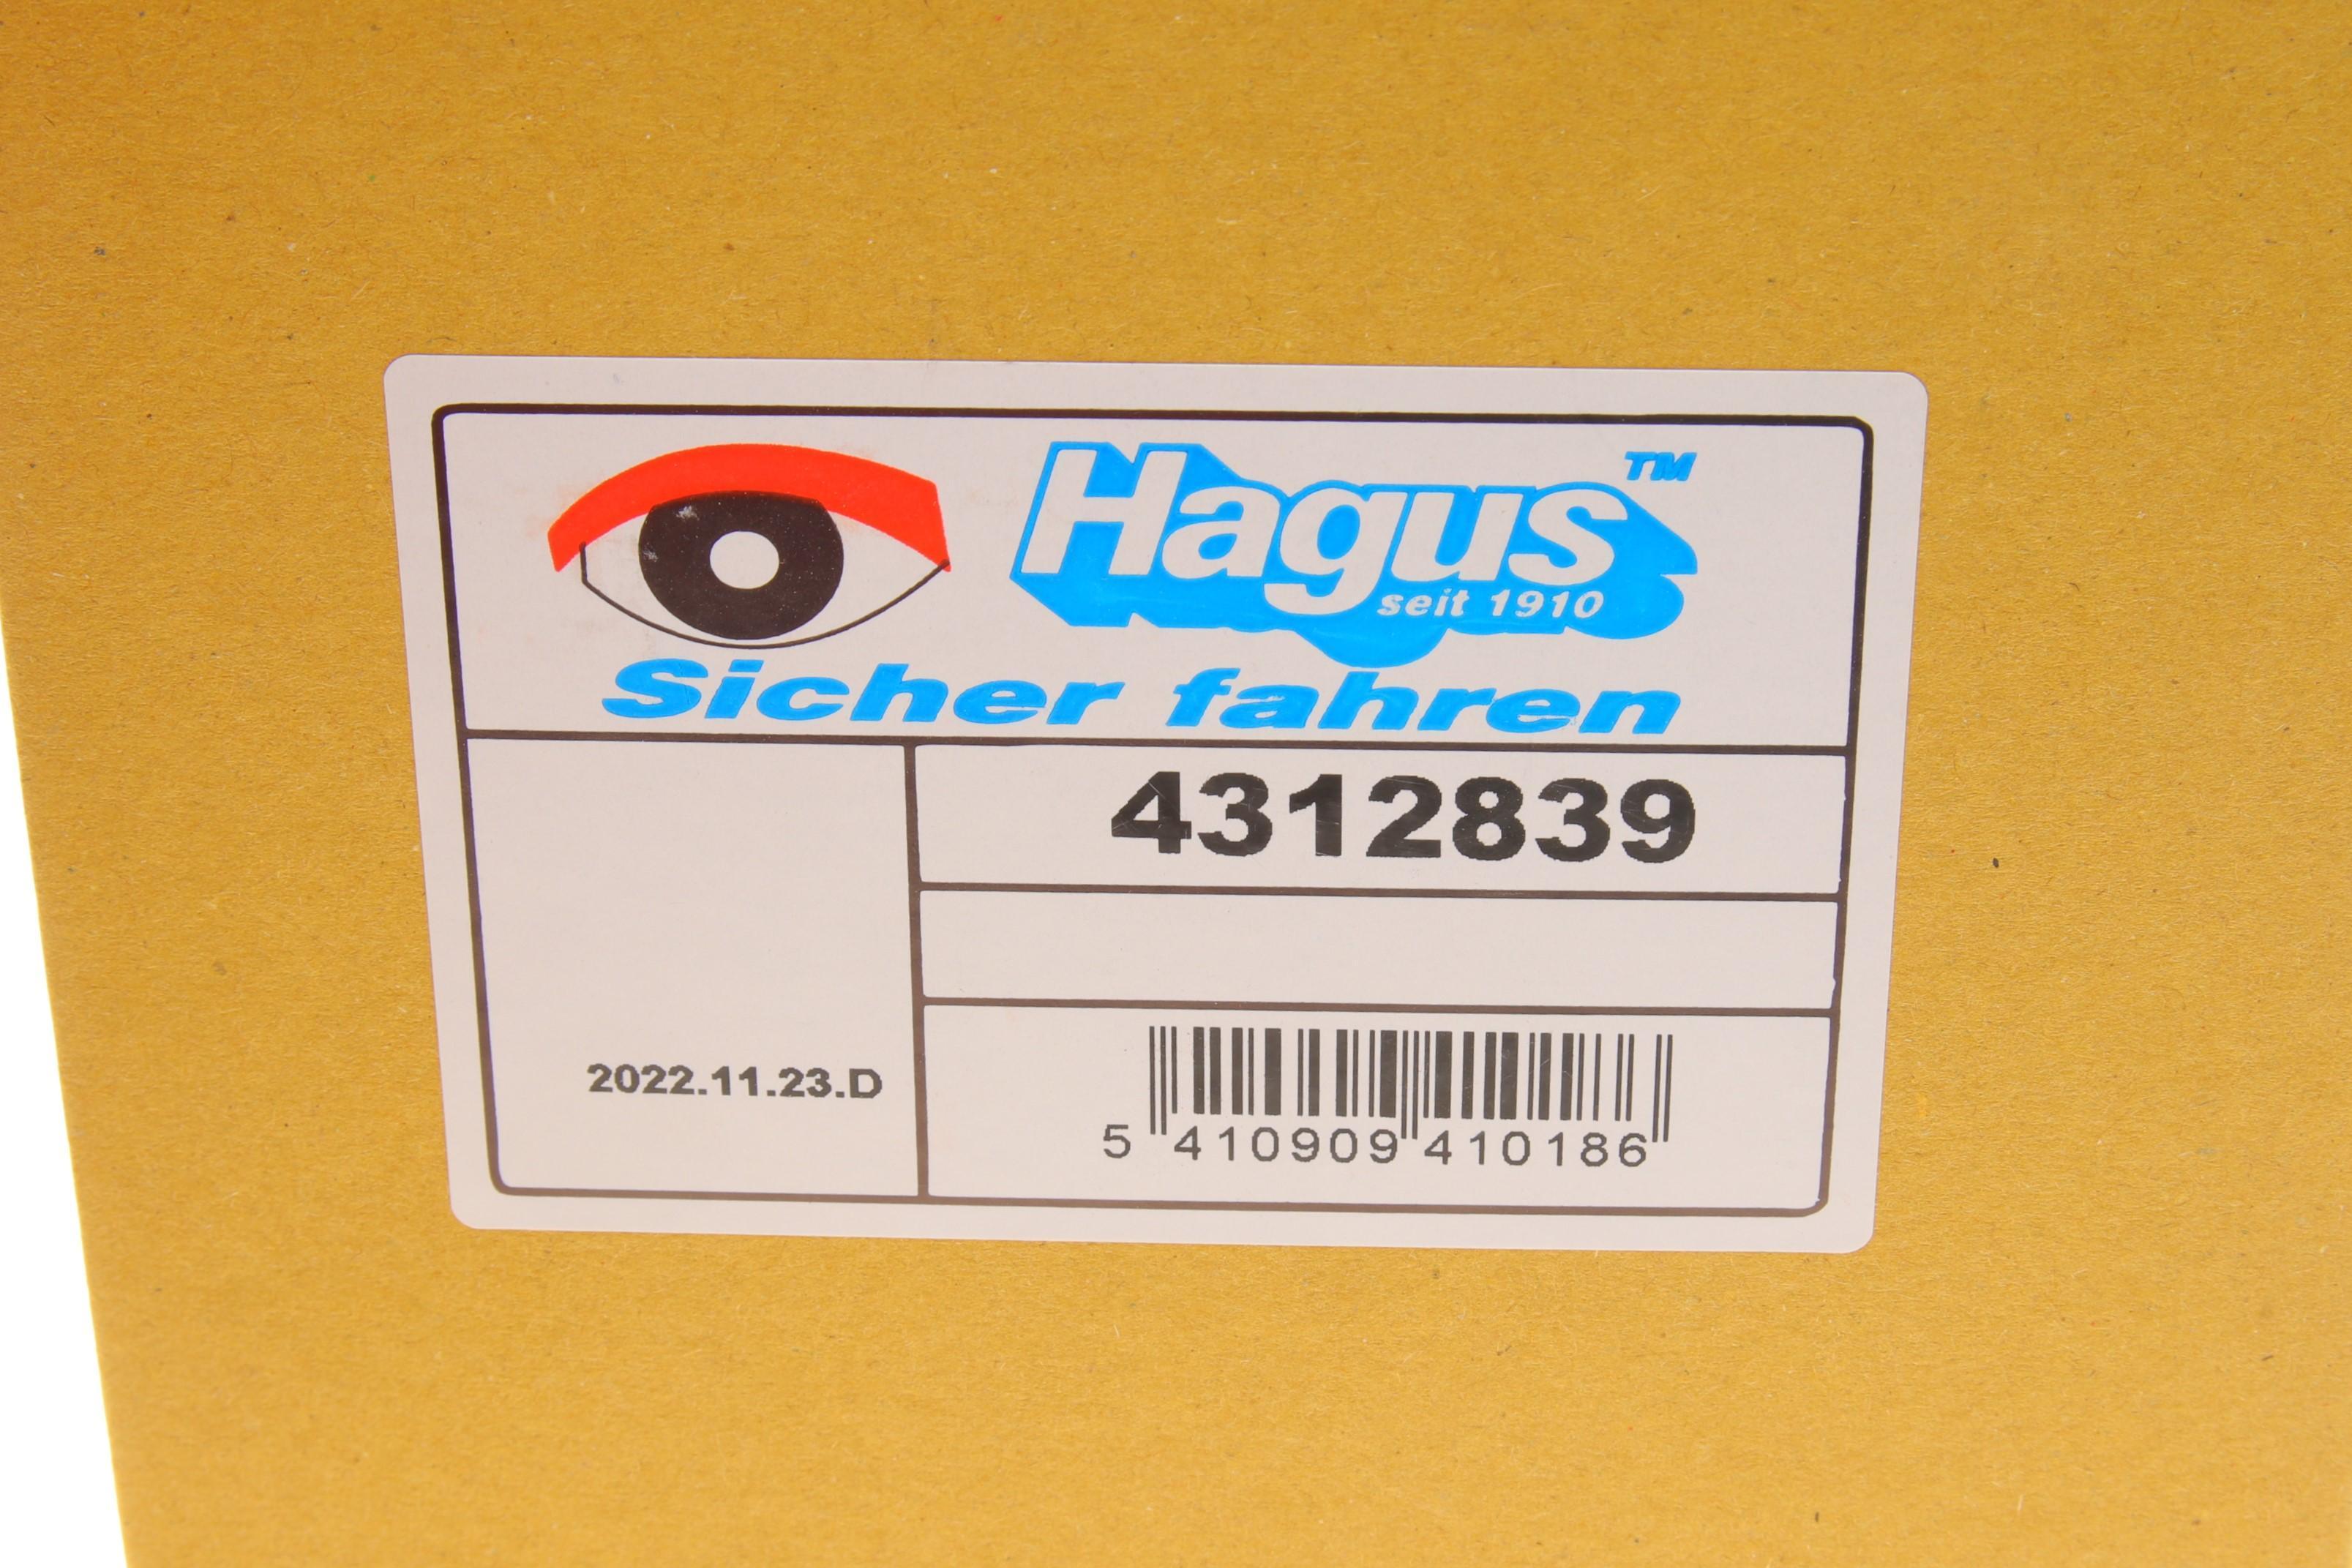 Hagus™
seit 1910
Sicher fahren
4312839
2022.11.23.D
5 410909 410186